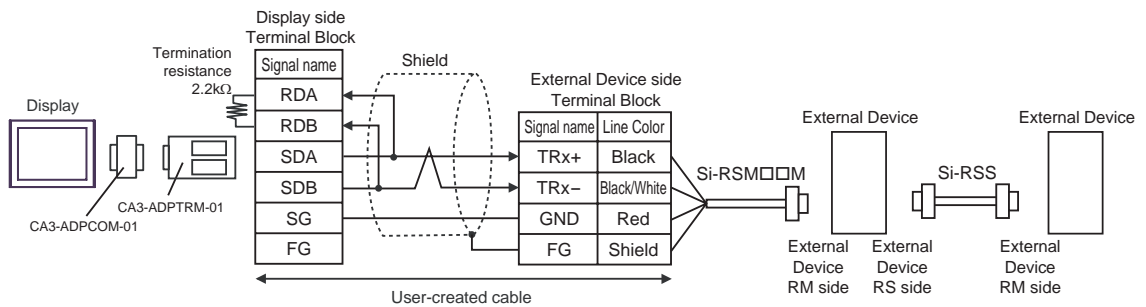 Display side
Terminal Block
Termination
resistance
2.2kΩ
Signal name
RDA
RDB
SDA
SDB
SG
FG
Shield
External Device side
Terminal Block
Signal name Line Color
TRx+ Black
TRx− Black/White
GND Red
FG Shield
Display
CA3-ADPCOM-01
CA3-ADPTRM-01
User-created cable
Si-RSM□□M
External Device
Si-RSS
External Device
External
Device
RM side
External
Device
RS side
External
Device
RM side